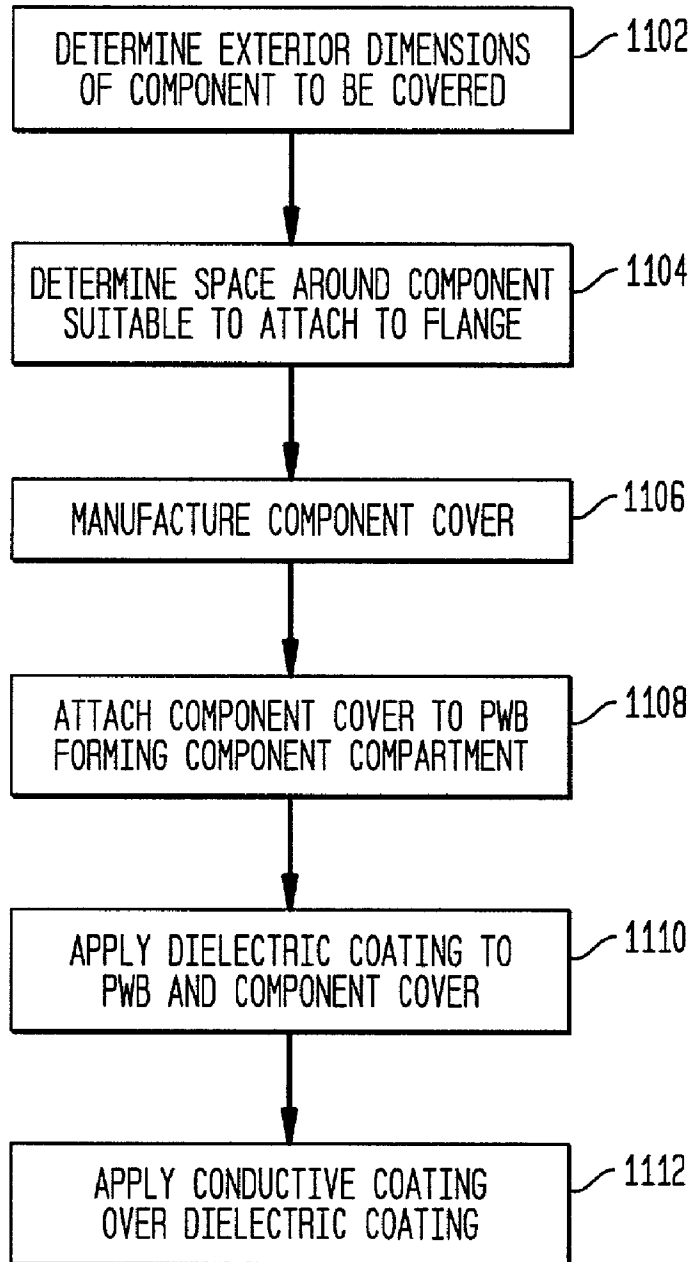 DETERMINE EXTERIOR DIMENSIONS
OF COMPONENT TO BE COVERED
1102
DETERMINE SPACE AROUND COMPONENT
SUITABLE TO ATTACH TO FLANGE
1104
MANUFACTURE COMPONENT COVER
1106
ATTACH COMPONENT COVER TO PWB
FORMING COMPONENT COMPARTMENT
1108
APPLY DIELECTRIC COATING TO
PWB AND COMPONENT COVER
1110
APPLY CONDUCTIVE COATING
OVER DIELECTRIC COATING
1112